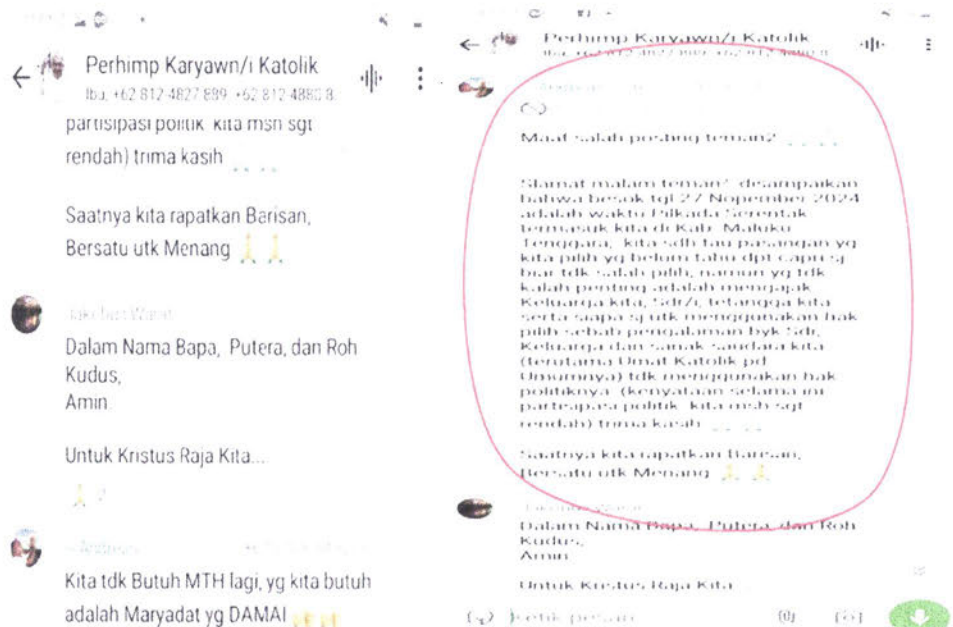 Perhimp Karyawn/i Katolik
partisipasi politik kita msn sgt
rendah) trima kasih
Saatnya kita rapatkan Barisan,
Bersatu utk Menang
Dalam Nama Bapa, Putera, dan Roh
Kudus,
Amin
Untuk Kristus Raja Kita...
Kita tdk Butuh MTH lagi, yg kita butuh
adalah Maryadat yg DAMAI
Perhimp Karyawn/i Katolik
Maaf salah posting teman2
Slamat malam teman2 disampaikan
bahwa besok tgl 27 Nopember 2024
adalah waktu Pilkada Serentak
termasuk kita di Kab. Maluku
Tenggara, kita sdh tau pasangan yg
kita pilih yg belum tahu dpt capri sj
biar tdk salah pilih, namun yg tdk
kalah penting adalah mengajak
Keluarga kita, Sdr/i, tetangga kita
serta siapa sj utk menggunakan hak
pilih sebab pengalaman byk Sdr,
Keluarga dan sanak saudara kita
(terutama Umat Katolik pd
Umumnya) tdk menggunakan hak
politiknya (kenyataan selama ini
partisipasi politik kita msh sgt
rendah) trima kasih
Saatnya kita rapatkan Barisan,
Bersatu utk Menang
Dalam Nama Bapa, Putera, dan Roh
Kudus,
Amin
Untuk Kristus Raja Kita
ketik pesan